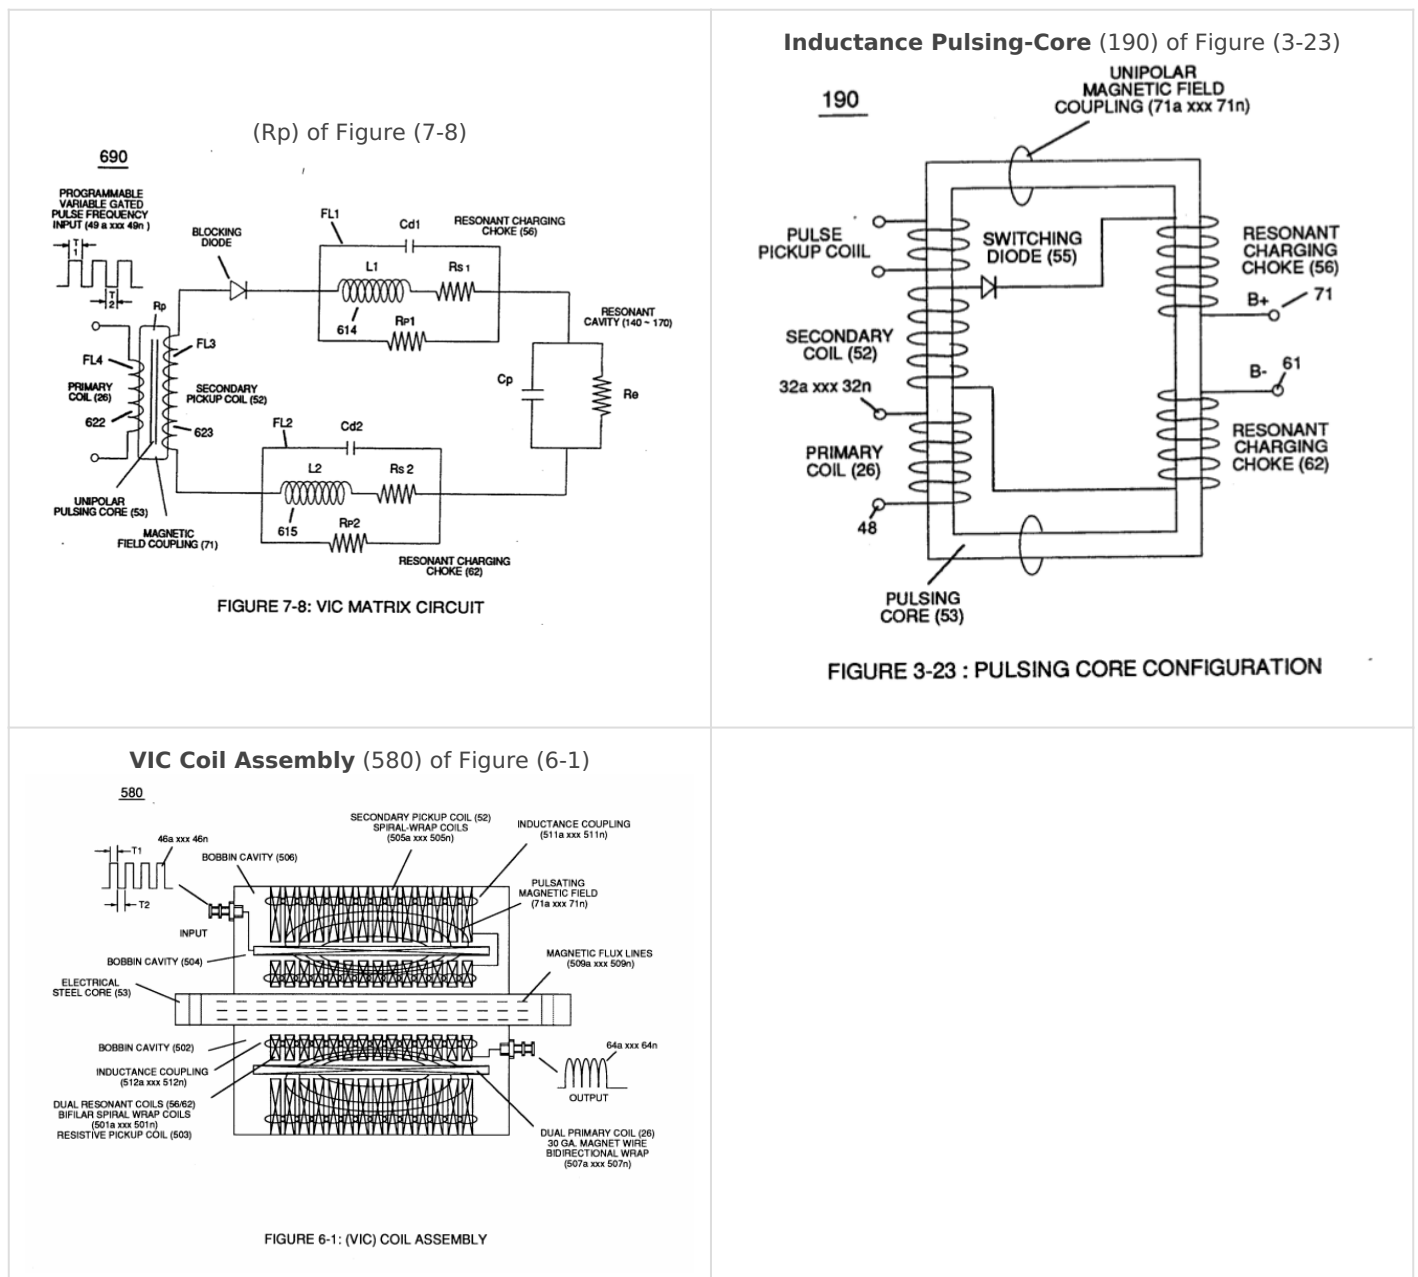 (Rp) of Figure (7-8)
690
PROGRAMMABLE
VARIABLE GATED
PULSE FREQUENCY
INPUT (49 a xxx 49n )
T
1
T
2
Rp
FL4
PRIMARY
COIL (26)
622
FL3
SECONDARY
PICKUP COIL (52)
623
UNIPOLAR
PULSING CORE (53)
MAGNETIC
FIELD COUPLING (71)
BLOCKING
DIODE
FL1
Cd1
RESONANT CHARGING
CHOKE (56)
L1
Rs 1
614
RP1
RESONANT
CAVITY (140 ~ 170)
Cp
Re
FL2
Cd2
L2
Rs 2
615
RP2
RESONANT CHARGING
CHOKE (62)
FIGURE 7-8: VIC MATRIX CIRCUIT
Inductance Pulsing-Core (190) of Figure (3-23)
190
UNIPOLAR
MAGNETIC FIELD
COUPLING (71a xxx 71n)
PULSE
PICKUP COIIL
SWITCHING
DIODE (55)
RESONANT
CHARGING
CHOKE (56)
B+
71
SECONDARY
COIL (52)
32a xxx 32n
B-
61
PRIMARY
COIL (26)
RESONANT
CHARGING
CHOKE (62)
48
PULSING
CORE (53)
FIGURE 3-23 : PULSING CORE CONFIGURATION
VIC Coil Assembly (580) of Figure (6-1)
580
46a xxx 46n
T1
T2
BOBBIN CAVITY (506)
SECONDARY PICKUP COIL (52)
SPIRAL-WRAP COILS
(505a xxx 505n)
INDUCTANCE COUPLING
(511a xxx 511n)
PULSATING
MAGNETIC FIELD
(71a xxx 71n)
INPUT
BOBBIN CAVITY (504)
MAGNETIC FLUX LINES
(509a xxx 509n)
ELECTRICAL
STEEL CORE (53)
BOBBIN CAVITY (502)
INDUCTANCE COUPLING
(512a xxx 512n)
64a xxx 64n
OUTPUT
DUAL RESONANT COILS (56/62)
BIFILAR SPIRAL WRAP COILS
(501a xxx 501n)
RESISTIVE PICKUP COIL (503)
DUAL PRIMARY COIL (26)
30 GA. MAGNET WIRE
BIDIRECTIONAL WRAP
(507a xxx 507n)
FIGURE 6-1: (VIC) COIL ASSEMBLY